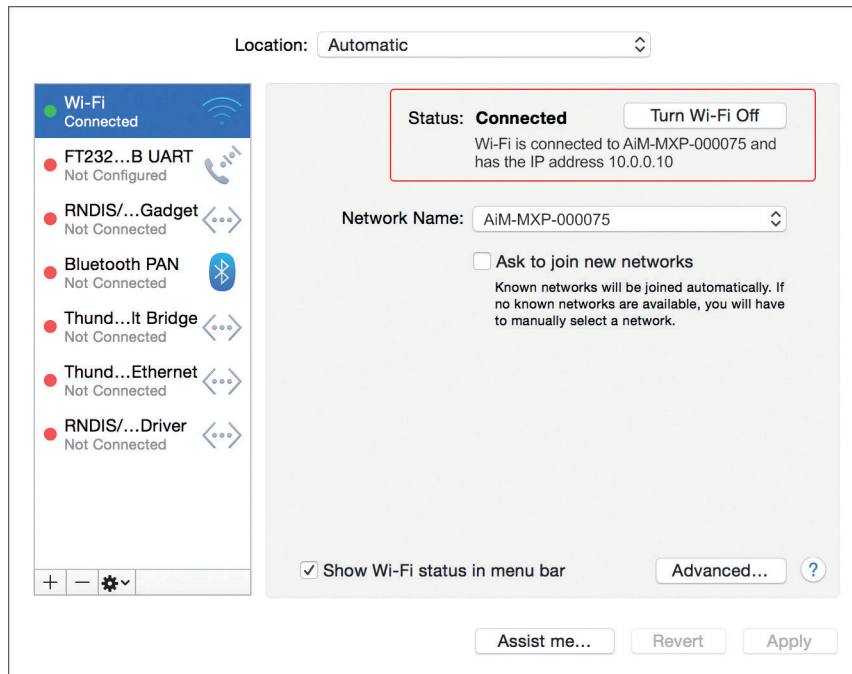 Location: Automatic
Wi-Fi
Connected
FT232...B UART
Not Configured
RNDIS/...Gadget
Not Connected
Bluetooth PAN
Not Connected
Thund...lt Bridge
Not Connected
Thund...Ethernet
Not Connected
RNDIS/...Driver
Not Connected
Status: Connected Turn Wi-Fi Off
Wi-Fi is connected to AiM-MXP-000075 and
has the IP address 10.0.0.10
Network Name: AiM-MXP-000075
Ask to join new networks
Known networks will be joined automatically. If
no known networks are available, you will have
to manually select a network.
Show Wi-Fi status in menu bar Advanced... ?
Assist me... Revert Apply